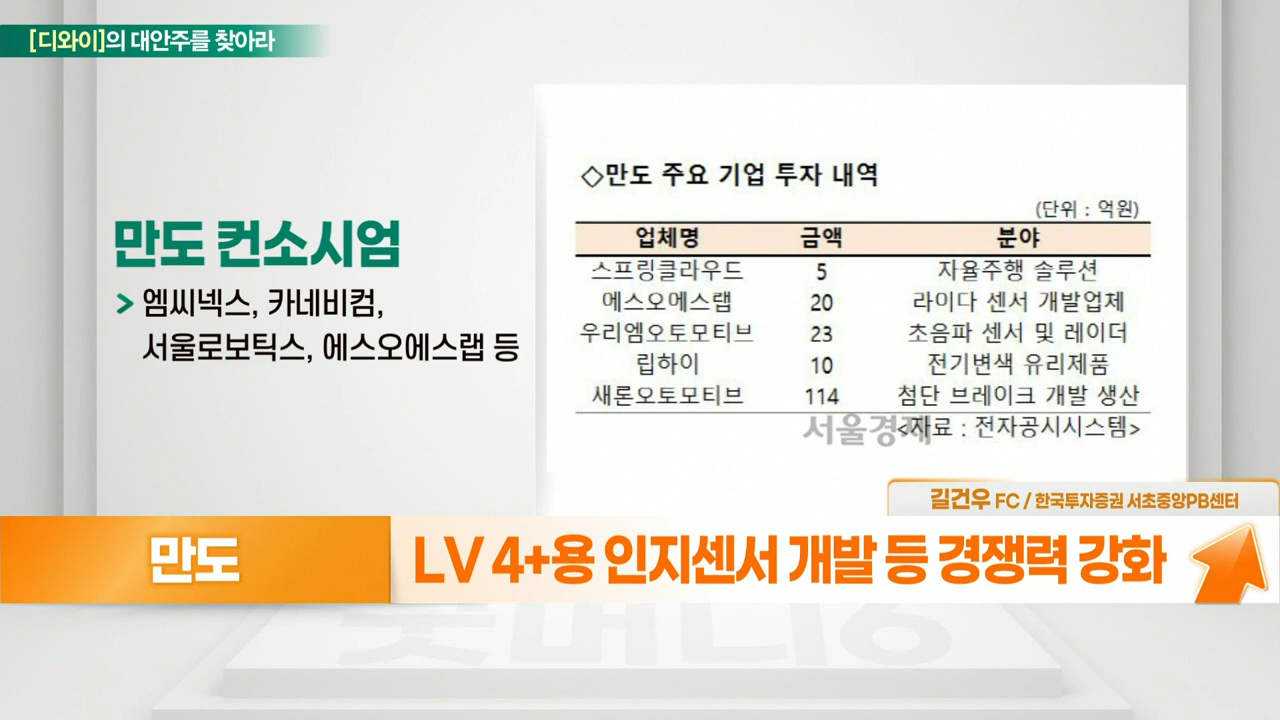 [디와이]의 대안주를 찾아라
만도 컨소시엄
> 엠씨넥스, 카네비컴,
서울로보틱스, 에스오에스랩 등
◇만도 주요 기업 투자 내역
(단위 : 억원)
업체명 금액 분야
스프링클라우드 5 자율주행 솔루션
에스오에스랩 20 라이다 센서 개발업체
우리엠오토모티브 23 초음파 센서 및 레이더
립하이 10 전기변색 유리제품
새론오토모티브 114 첨단 브레이크 개발 생산
서울경제
<자료 : 전자공시시스템>
길건우 FC / 한국투자증권 서초중앙PB센터
만도
LV 4+용 인지센서 개발 등 경쟁력 강화